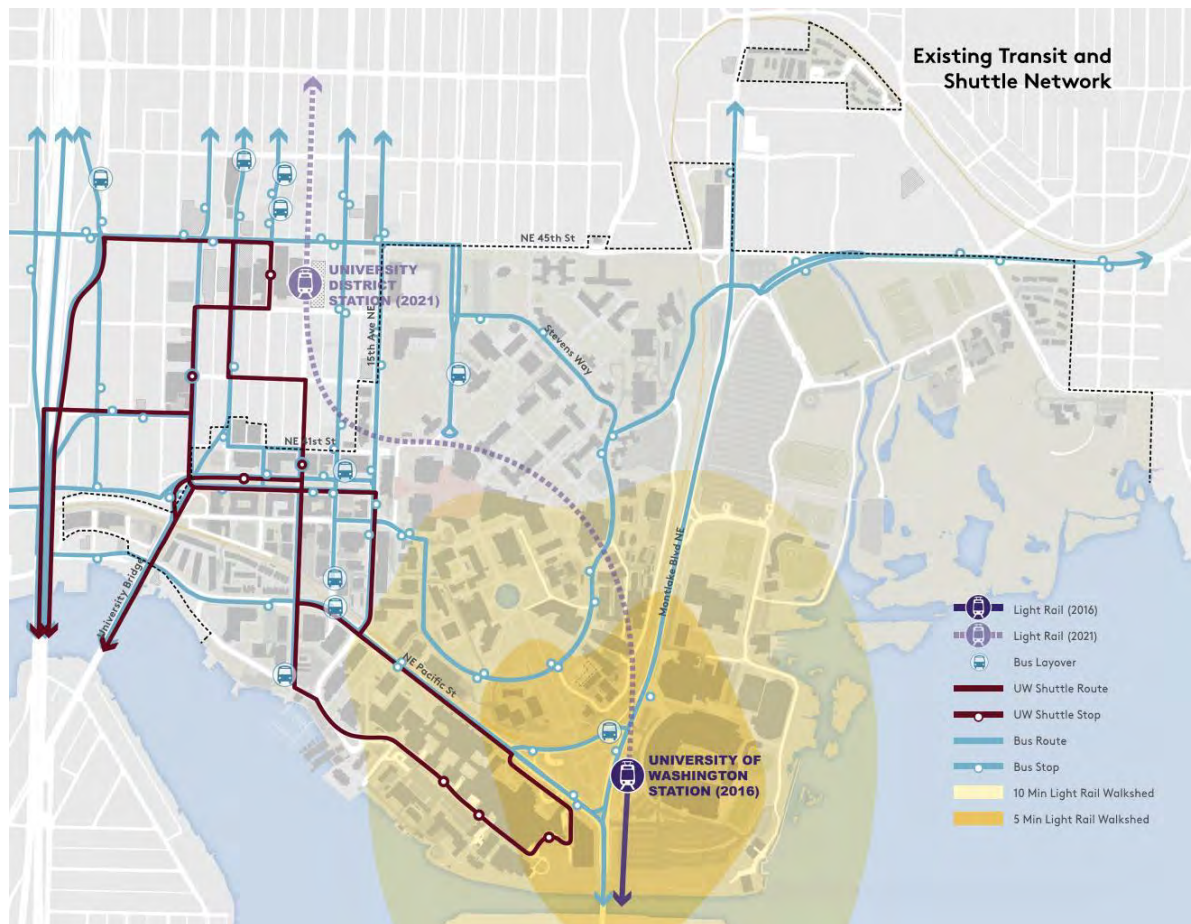 Existing Transit and
Shuttle Network
NE 45th St
UNIVERSITY
DISTRICT
STATION (2021)
15th Ave NE
Stevens Way
NE 41st St
University Bridge
Montlake Blvd NE
NE Pacific St
UNIVERSITY OF
WASHINGTON
STATION (2016)
Light Rail (2016)
Light Rail (2021)
Bus Layover
UW Shuttle Route
UW Shuttle Stop
Bus Route
Bus Stop
10 Min Light Rail Walkshed
5 Min Light Rail Walkshed